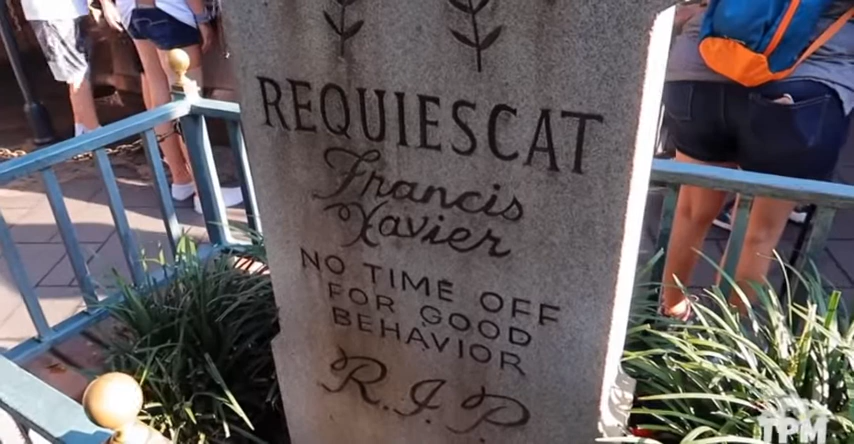 REQUIESCAT
Francis
Xavier
NO TIME OFF
FOR GOOD
BEHAVIOR
R.I.P
TPM